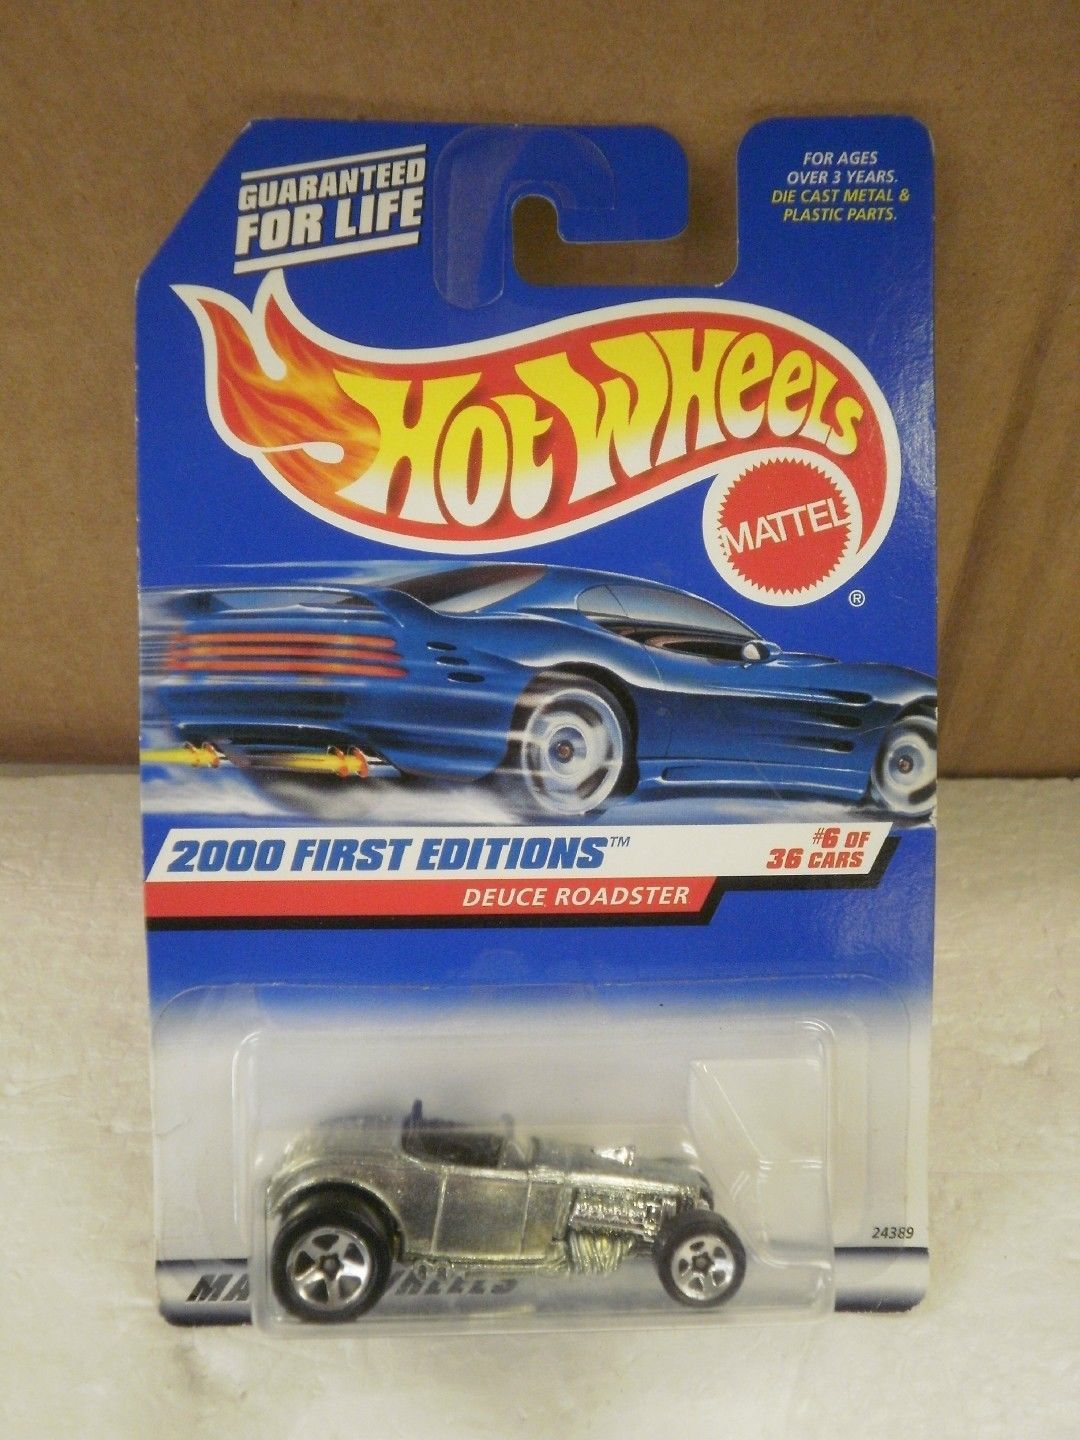 GUARANTEED
FOR LIFE
FOR AGES
OVER 3 YEARS.
DIE CAST METAL &
PLASTIC PARTS.
HOT WHEELS
MATTEL
®
2000 FIRST EDITIONS™
#6 OF
36 CARS
DEUCE ROADSTER
24389